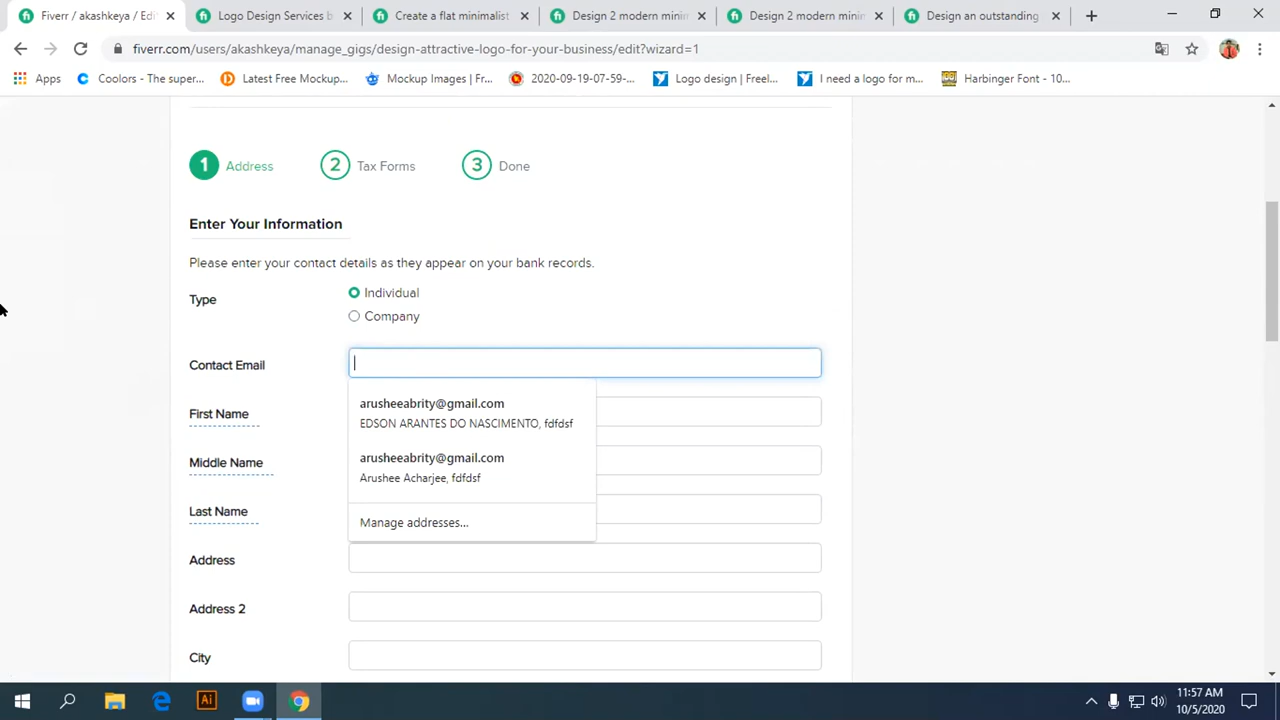 Fiverr / akashkeya / Edi
Logo Design Services b
Create a flat minimalist
Design 2 modern minim
Design 2 modern minim
Design an outstanding
fiverr.com/users/akashkeya/manage_gigs/design-attractive-logo-for-your-business/edit?wizard=1
Apps
Coolors - The super...
Latest Free Mockup...
Mockup Images | Fr...
2020-09-19-07-59-...
Logo design | Freel...
I need a logo for m...
Harbinger Font - 10...
1 Address
2 Tax Forms
3 Done
Enter Your Information
Please enter your contact details as they appear on your bank records.
Type
Individual
Company
Contact Email
arusheeabrity@gmail.com
EDSON ARANTES DO NASCIMENTO, fdfdsf
First Name
arusheeabrity@gmail.com
Arushee Acharjee, fdfdsf
Middle Name
Manage addresses...
Last Name
Address
Address 2
City
Ai
11:57 AM
10/5/2020